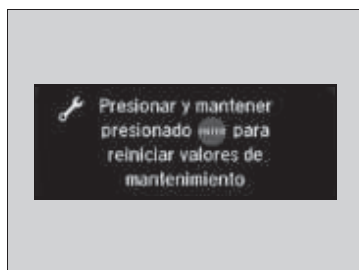 Presionar y mantener
presionado para
reiniciar valores de
mantenimiento